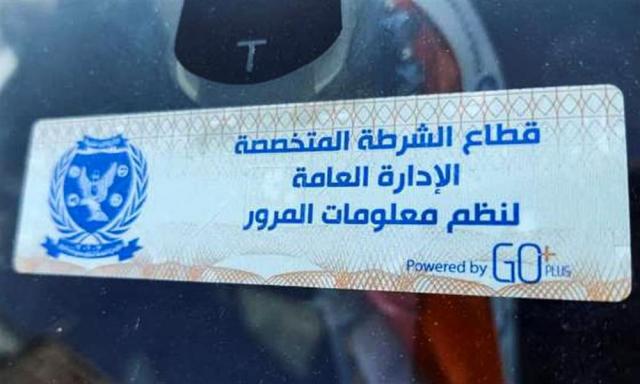 T
قطاع الشرطة المتخصصة
الإدارة العامة
لنظم معلومات المرور
Powered by GO+ PLUS